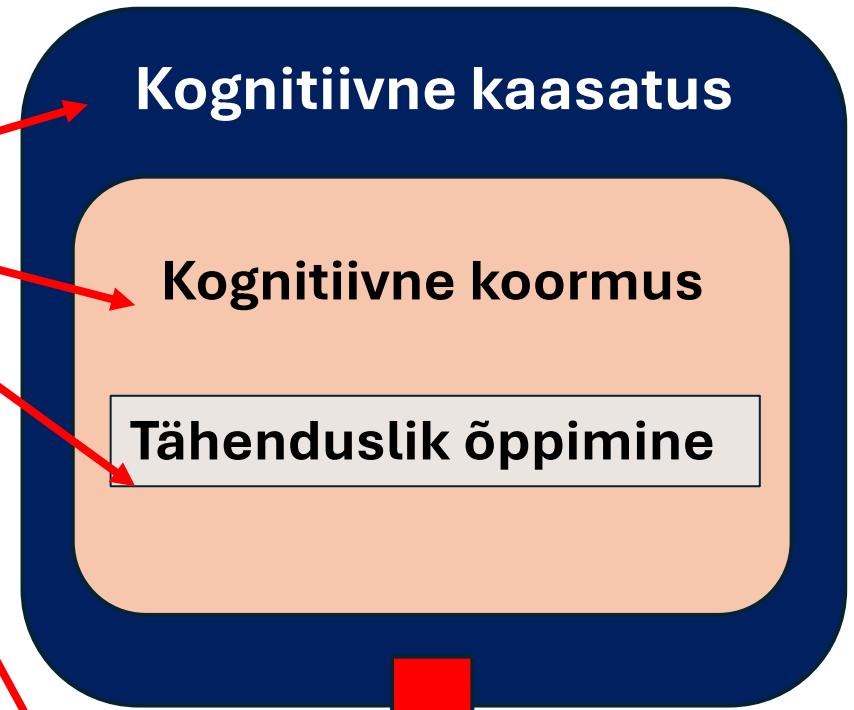 Kognitiivne kaasatus
Kognitiivne koormus
Tähenduslik õppimine